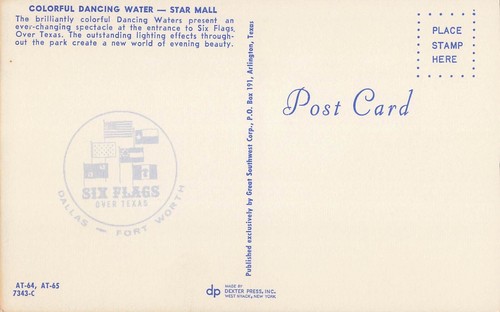 COLORFUL DANCING WATER — STAR MALL
The brilliantly colorful Dancing Waters present an
ever-changing spectacle at the entrance to Six Flags,
Over Texas. The outstanding lighting effects through-
out the park create a new world of evening beauty.
PLACE
STAMP
HERE
Post Card
Published exclusively by Great Southwest Corp., P.O. Box 191, Arlington, Texas
SIX FLAGS
OVER TEXAS
DALLAS — FORT WORTH
AT-64, AT-65
7343-C
dp
MADE BY
DEXTER PRESS, INC.
WEST NYACK, NEW YORK